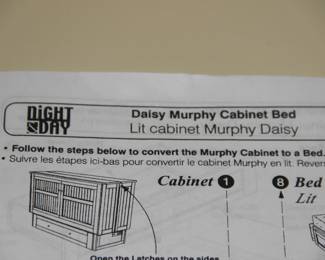 NiGHT
&DAY
Daisy Murphy Cabinet Bed
Lit cabinet Murphy Daisy
• Follow the steps below to convert the Murphy Cabinet to a Bed.
• Suivre les étapes ici-bas pour convertir le cabinet Murphy en lit. Rever
Cabinet 1
8 Bed
Lit
Open the Latches on the sides